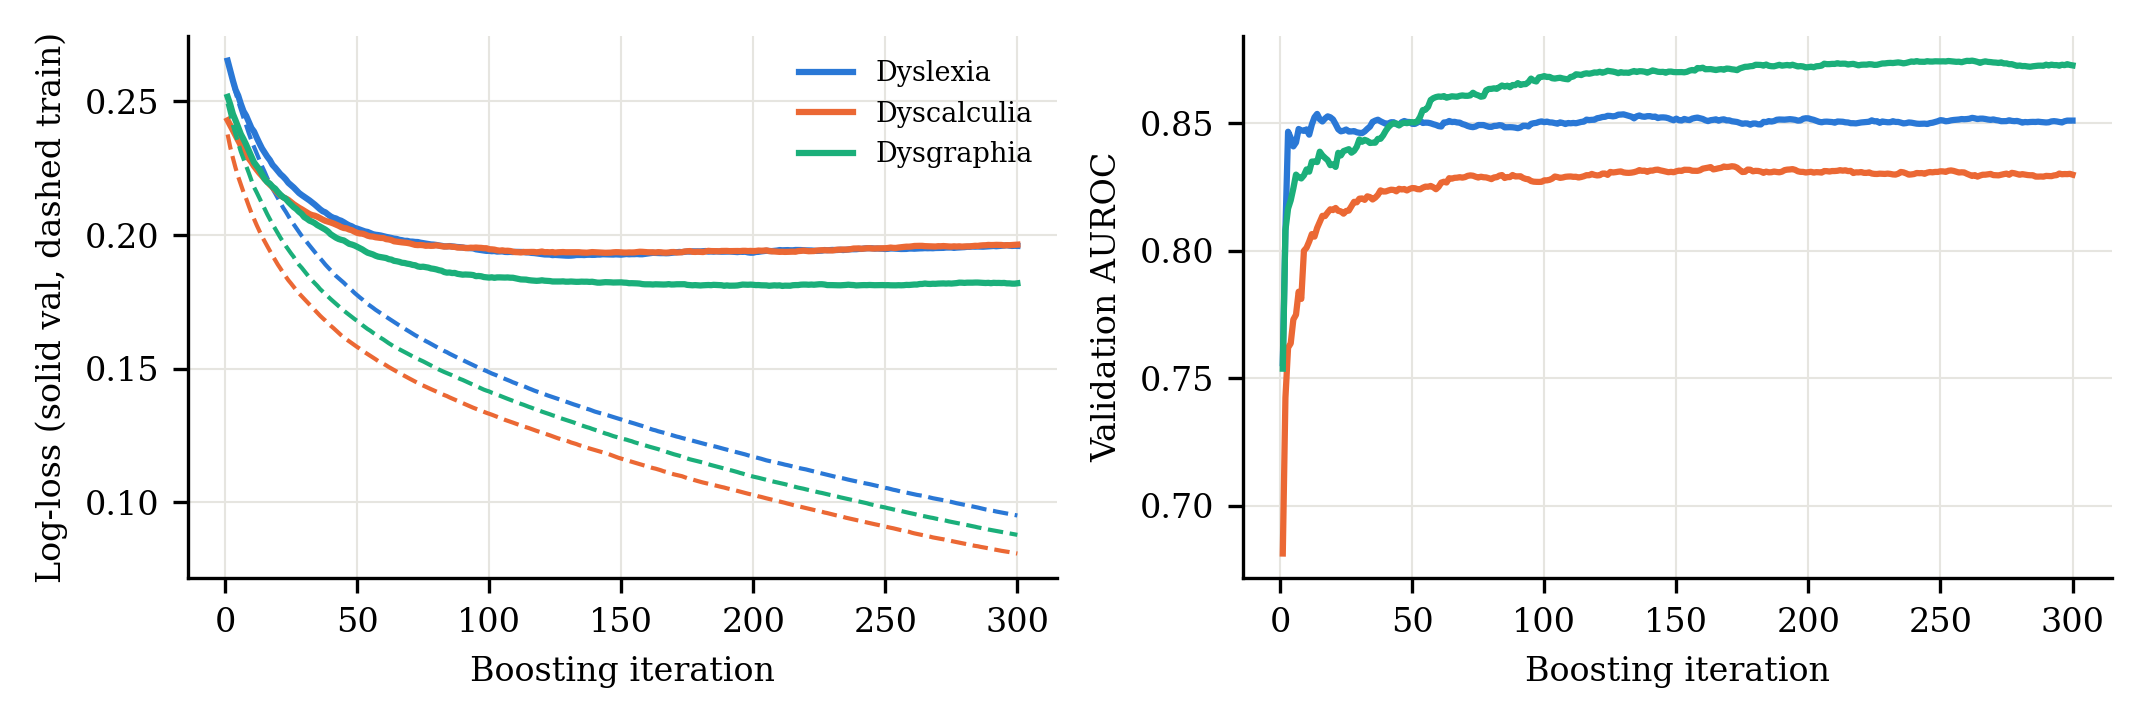 Log-loss (solid val, dashed train)
0.25
0.20
0.15
0.10
0 50 100 150 200 250 300
Boosting iteration
Dyslexia
Dyscalculia
Dysgraphia
Validation AUROC
0.85
0.80
0.75
0.70
0 50 100 150 200 250 300
Boosting iteration